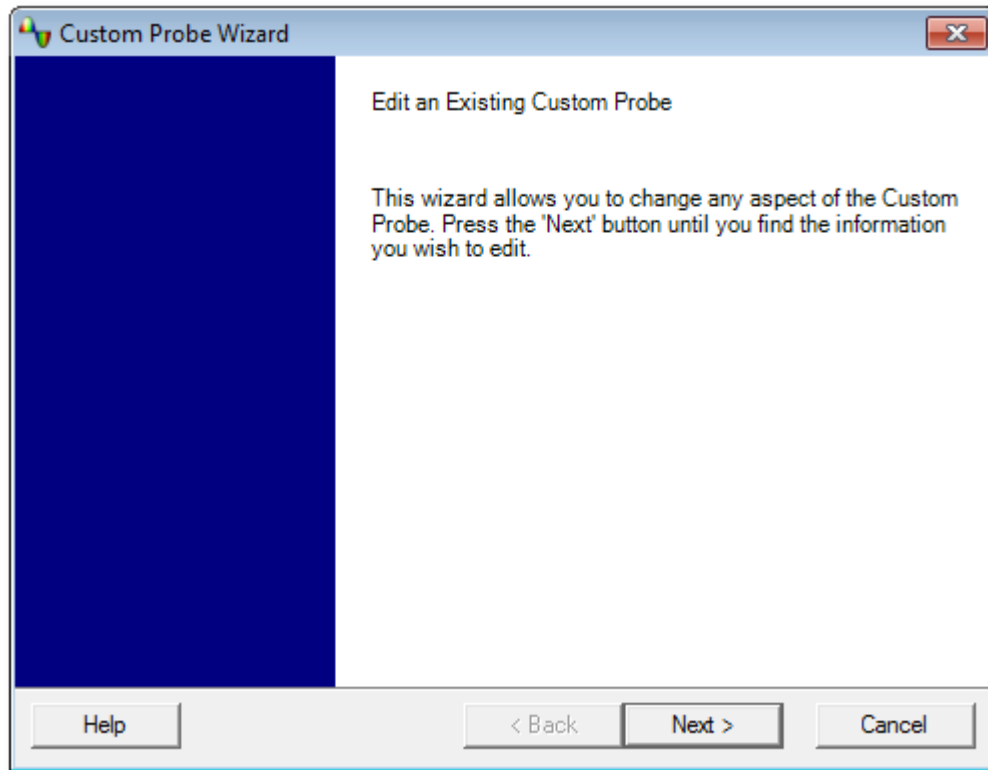 Custom Probe Wizard
Edit an Existing Custom Probe
This wizard allows you to change any aspect of the Custom
Probe. Press the 'Next' button until you find the information
you wish to edit.
Help
< Back
Next >
Cancel